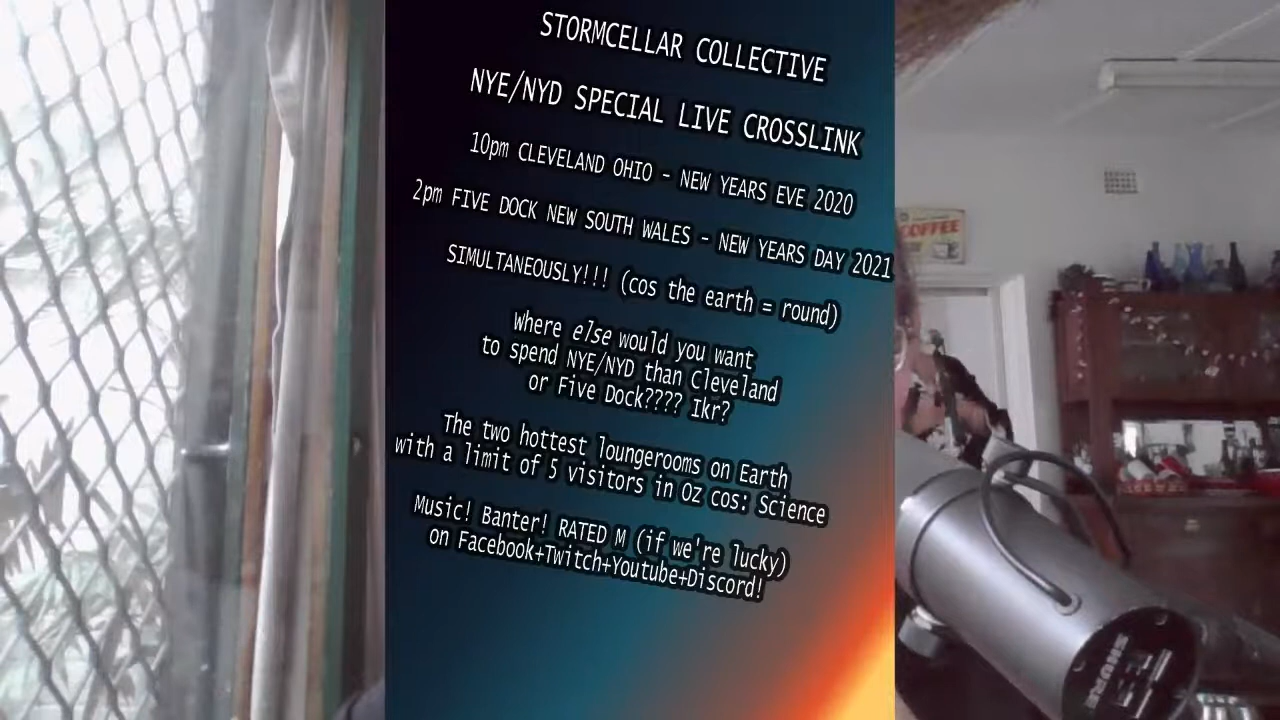 STORMCELLAR COLLECTIVE
NYE/NYD SPECIAL LIVE CROSSLINK
10pm CLEVELAND OHIO - NEW YEARS EVE 2020
2pm FIVE DOCK NEW SOUTH WALES - NEW YEARS DAY 2021
SIMULTANEOUSLY!!! (cos the earth = round)
Where else would you want
to spend NYE/NYD than Cleveland
or Five Dock???? Ikr?
The two hottest loungerooms on Earth
with a limit of 5 visitors in Oz cos: Science
Music! Banter! RATED M (if we're lucky)
on Facebook+Twitch+Youtube+Discord!
COFFEE
SHURE